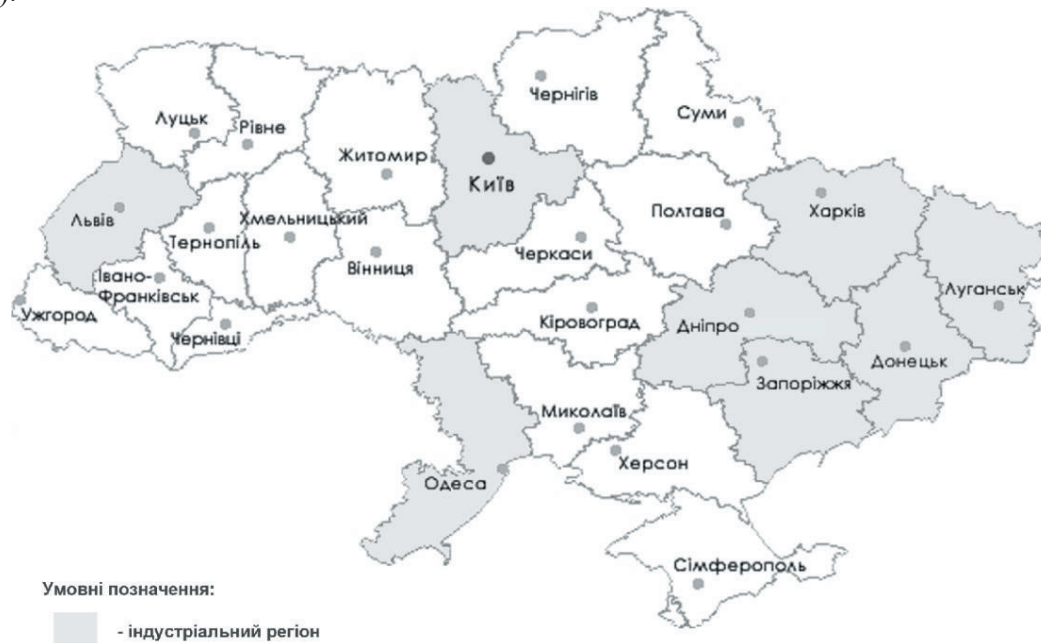 ).
Чернігів
Суми
Луцьк
Рівне
Житомир
Київ
Львів
Полтава
Харків
Хмельницький
Тернопіль
Вінниця
Черкаси
Івано-
Франківськ
Луганськ
Ужгород
Чернівці
Кіровоград
Дніпро
Донецьк
Запоріжжя
Миколаїв
Херсон
Одеса
Сімферополь
Умовні позначення:
- індустріальний регіон